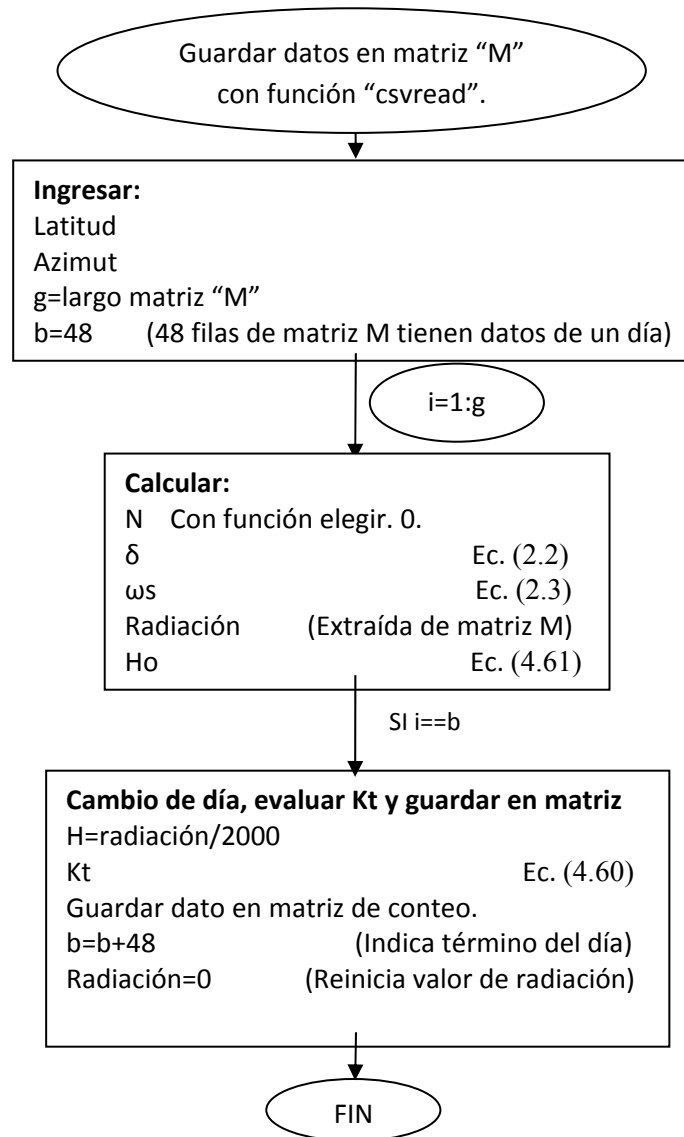 Guardar datos en matriz “M”
con función “csvread”.
Ingresar:
Latitud
Azimut
g=largo matriz “M”
b=48 (48 filas de matriz M tienen datos de un día)
i=1:g
Calcular:
N Con función elegir. 0.
δ Ec. (2.2)
ωs Ec. (2.3)
Radiación (Extraída de matriz M)
Ho Ec. (4.61)
SI i==b
Cambio de día, evaluar Kt y guardar en matriz
H=radiación/2000
Kt Ec. (4.60)
Guardar dato en matriz de conteo.
b=b+48 (Indica término del día)
Radiación=0 (Reinicia valor de radiación)
FIN